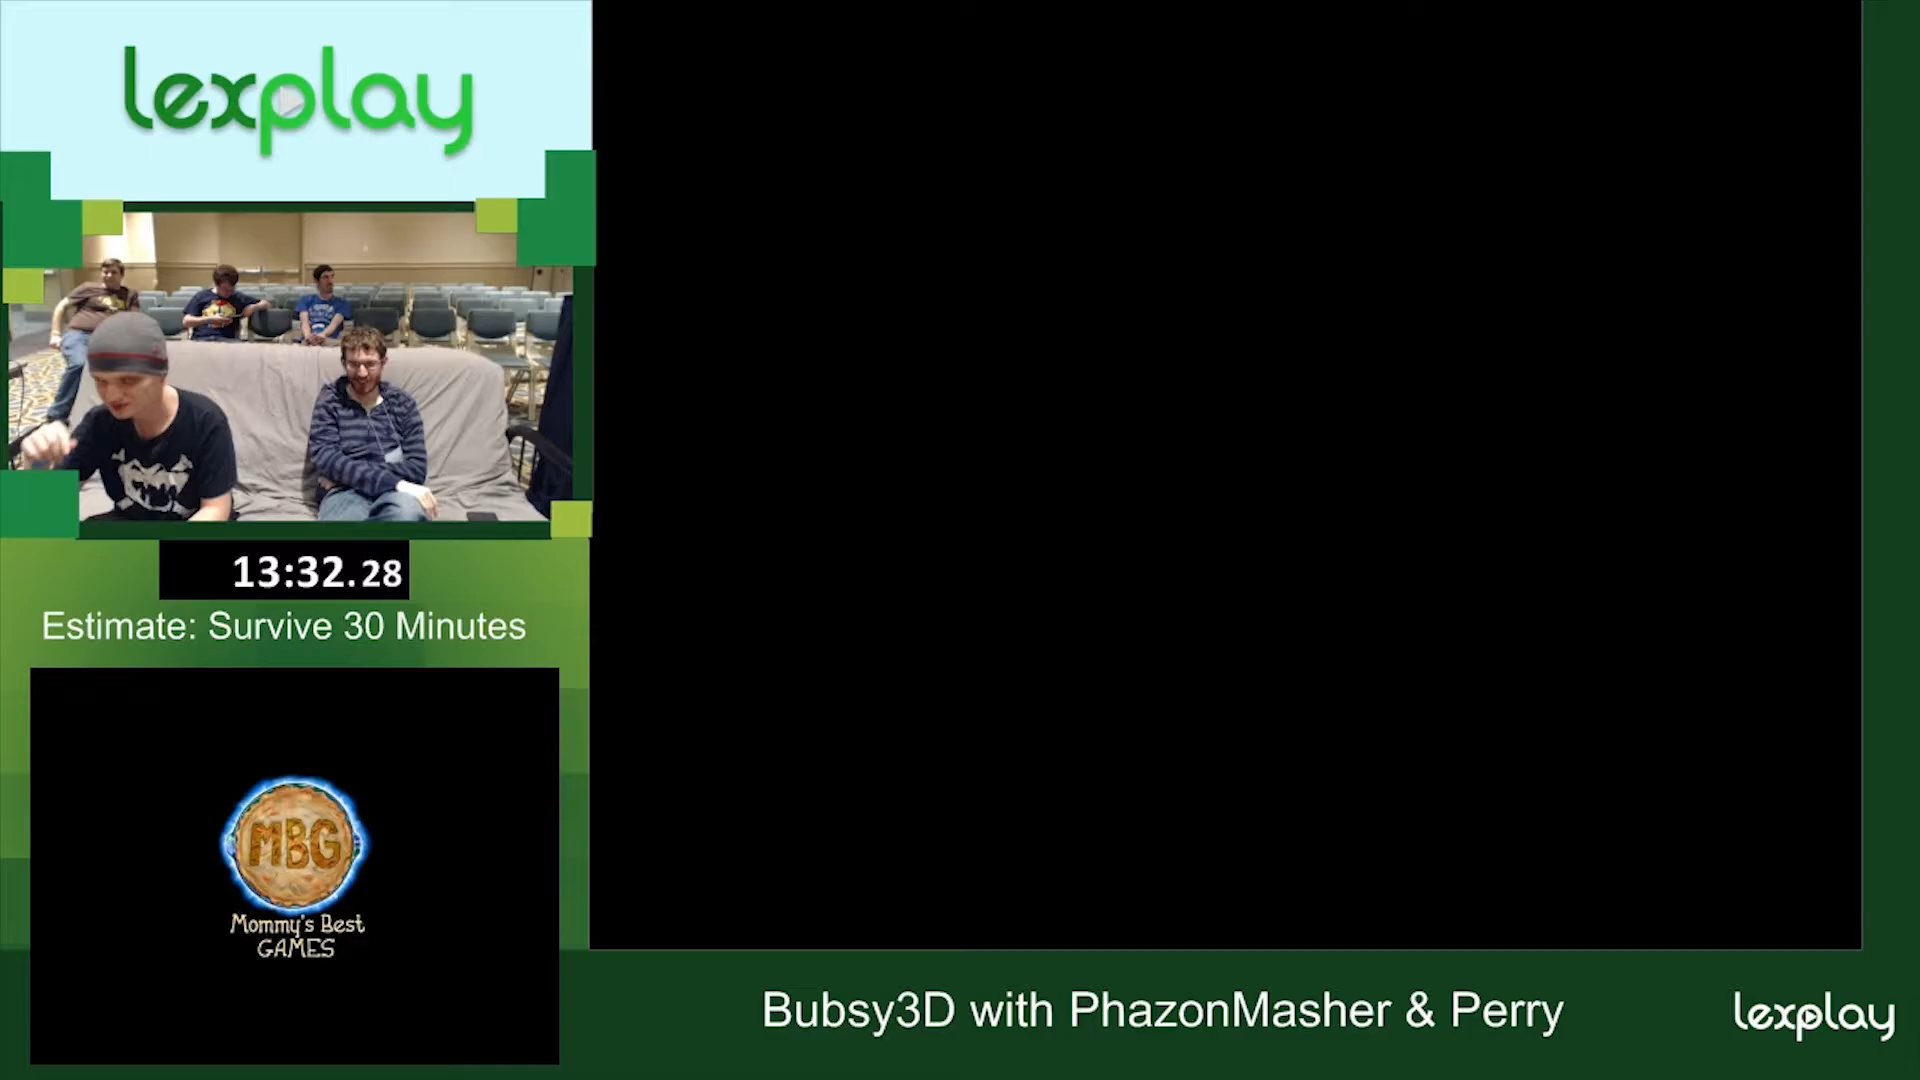 lexplay
13:32.28
Estimate: Survive 30 Minutes
MBG
Mommy's Best
GAMES
Bubsy3D with PhazonMasher & Perry
lexplay